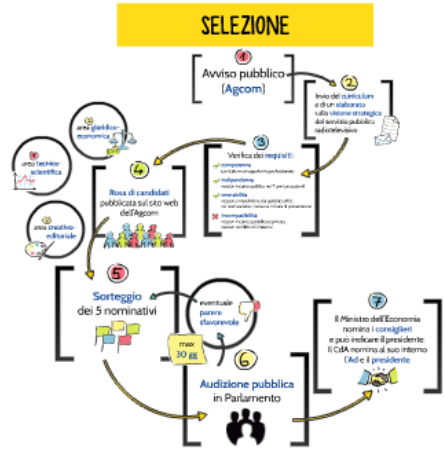 SELEZIONE
1
Avviso pubblico
(Agcom)
2
Invio del curriculum
e di un elaborato
sulla visione strategica
del servizio pubblico
radiotelevisivo
3
Verifica dei requisiti:
competenza
indipendenza
onorabilità
incompatibilità
4
Rosa di candidati
pubblicata sul sito web
dell'Agcom
area giuridico-
economica
area tecnico-
scientifica
area creativo-
editoriale
5
Sorteggio
dei 5 nominativi
eventuale
parere
sfavorevole
max
30 gg
6
Audizione pubblica
in Parlamento
7
Il Ministro dell'Economia
nomina i consiglieri
e può indicare il presidente.
Il CdA nomina al suo interno
l'Ad e il presidente